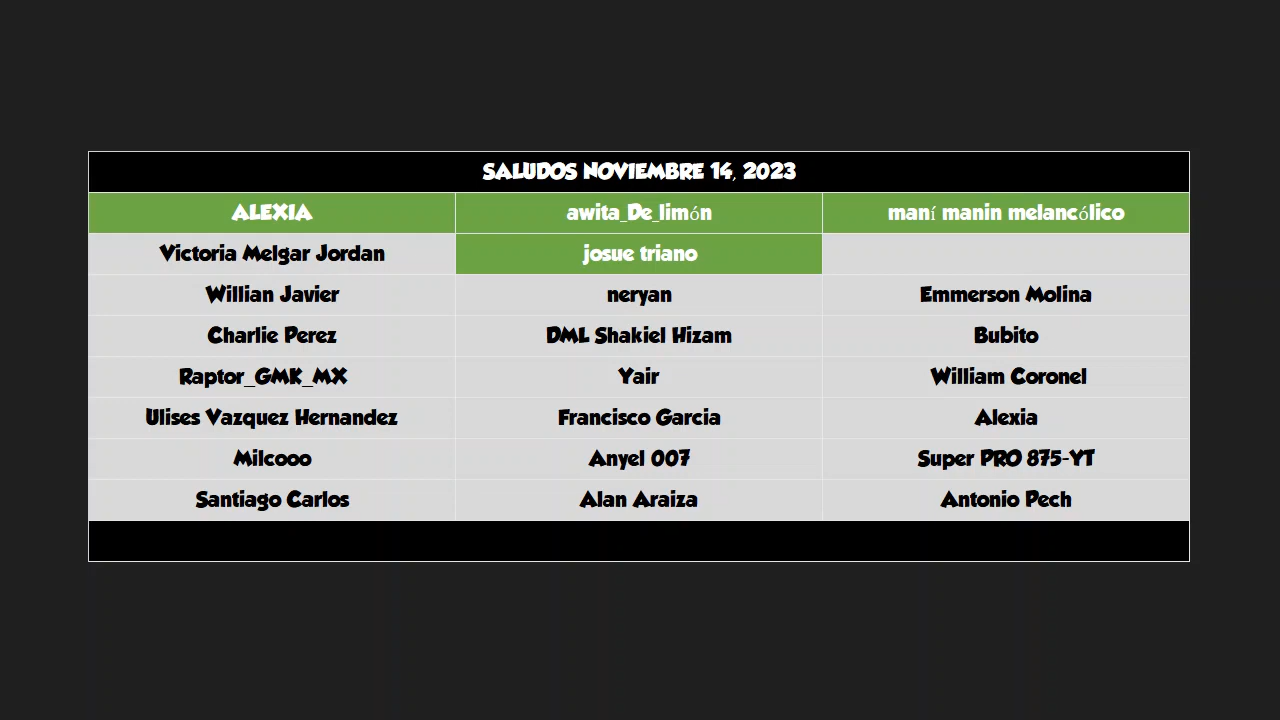 SALUDOS NOVIEMBRE 14, 2023
ALEXIA awita_De_limón maní manin melancólico
Victoria Melgar Jordan josue triano
Willian Javier neryan Emmerson Molina
Charlie Perez DML Shakiel Hizam Bubito
Raptor_GMK_MX Yair William Coronel
Ulises Vazquez Hernandez Francisco Garcia Alexia
Milcooo Anyel 007 Super PRO 875-YT
Santiago Carlos Alan Araiza Antonio Pech